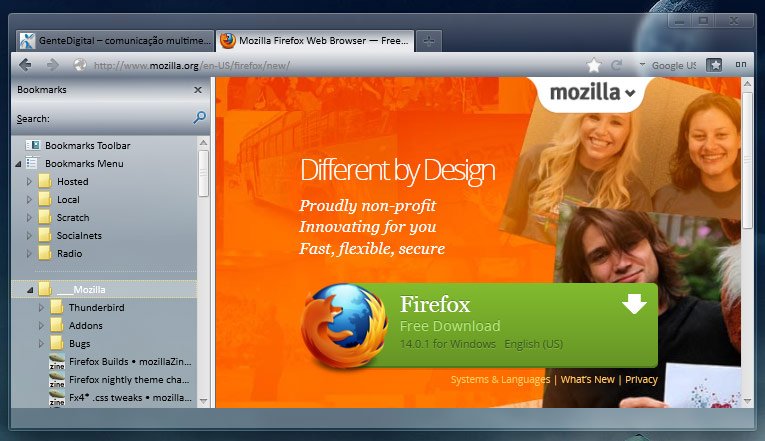 GenteDigital – comunicação multime...
Mozilla Firefox Web Browser — Free...
http://www.mozilla.org/en-US/firefox/new/
Google US
Bookmarks
Search:
Bookmarks Toolbar
Bookmarks Menu
Hosted
Local
Scratch
Socialnets
Radio
___Mozilla
Thunderbird
Addons
Bugs
Firefox Builds • mozillaZin...
Firefox nightly theme cha...
Fx4* .css tweaks • mozilla...
zine
zine
zine
mozilla
Different by Design
Proudly non-profit
Innovating for you
Fast, flexible, secure
Firefox
Free Download
14.0.1 for Windows English (US)
Systems & Languages | What's New | Privacy